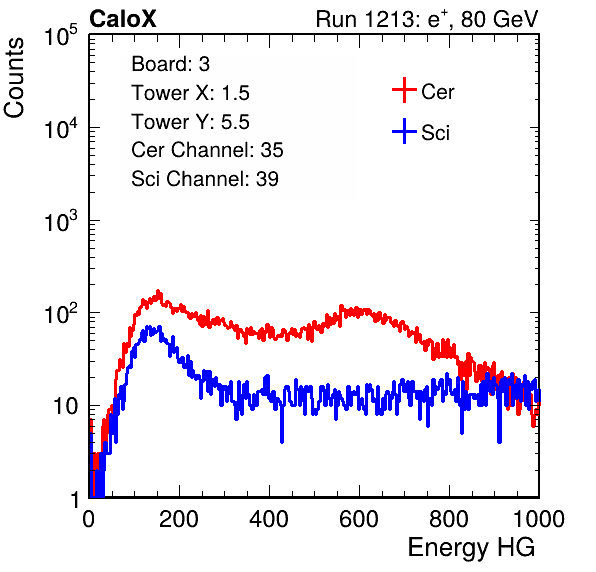 CaloX Run 1213: e⁺, 80 GeV
Counts
Board: 3
Tower X: 1.5
Tower Y: 5.5
Cer Channel: 35
Sci Channel: 39
Cer
Sci
10⁵
10⁴
10³
10²
10
1
0 200 400 600 800 1000
Energy HG